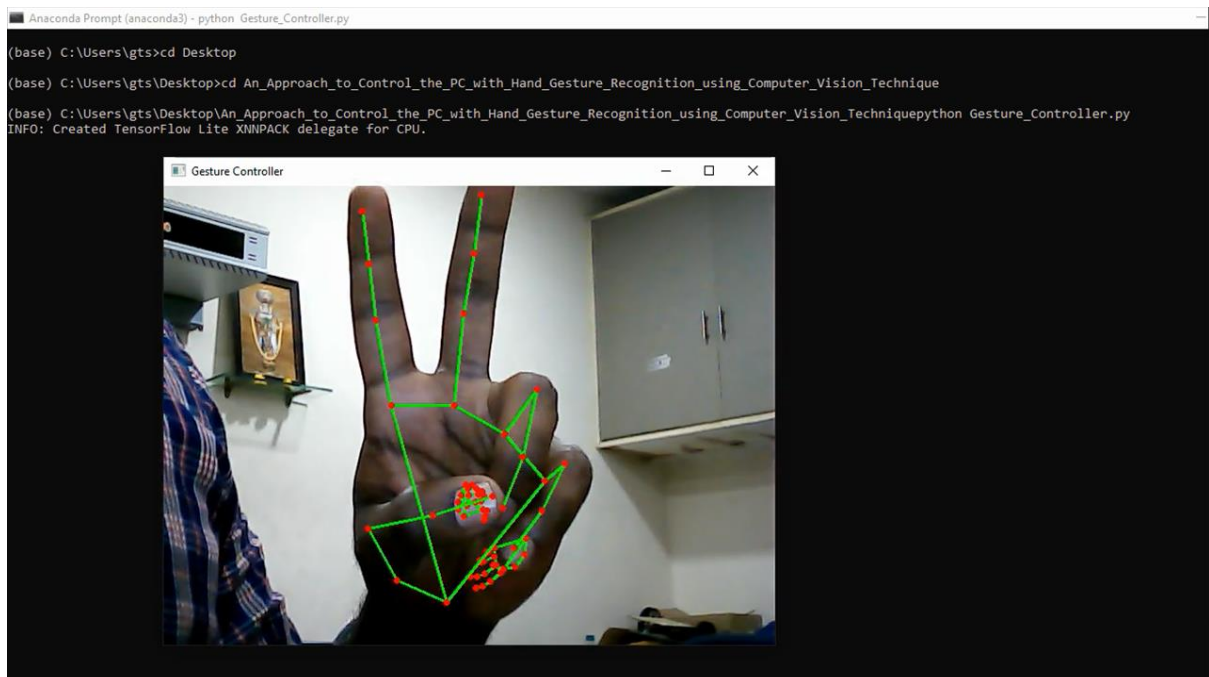 Anaconda Prompt (anaconda3) - python Gesture_Controller.py
(base) C:\Users\gts>cd Desktop
(base) C:\Users\gts\Desktop>cd An_Approach_to_Control_the_PC_with_Hand_Gesture_Recognition_using_Computer_Vision_Technique
(base) C:\Users\gts\Desktop\An_Approach_to_Control_the_PC_with_Hand_Gesture_Recognition_using_Computer_Vision_Techniquepython Gesture_Controller.py
INFO: Created TensorFlow Lite XNNPACK delegate for CPU.
Gesture Controller